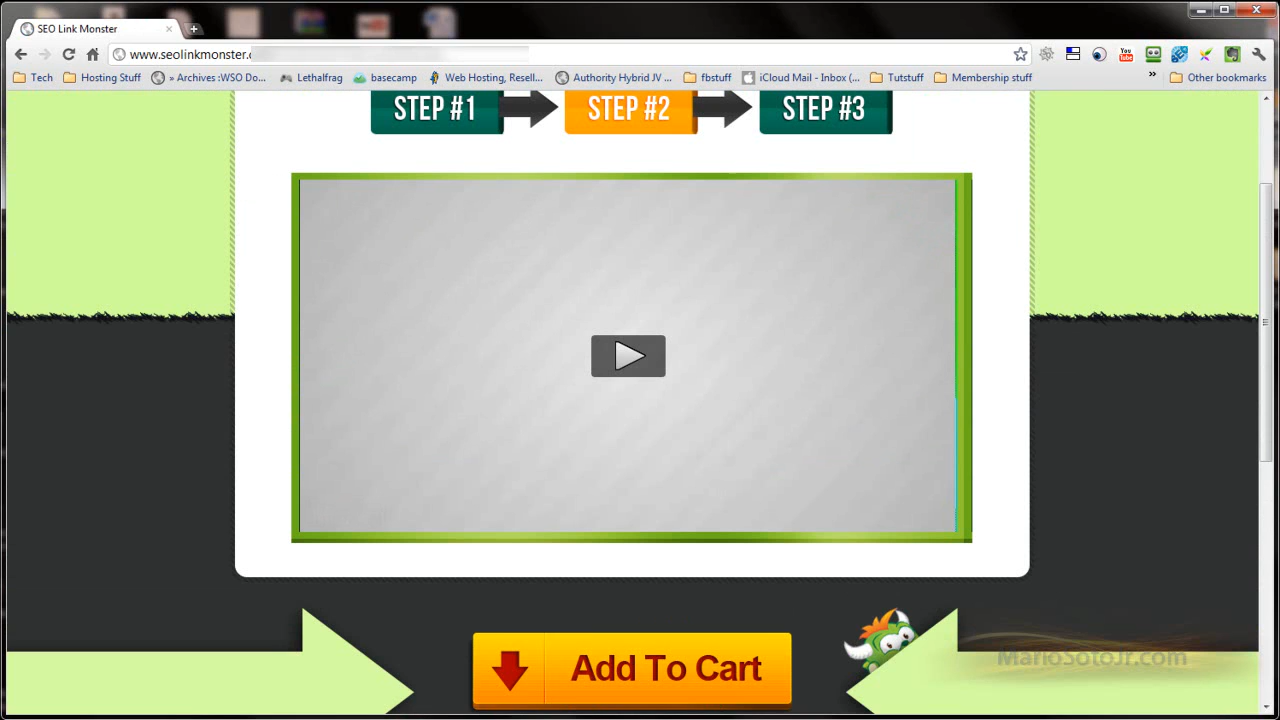 SEO Link Monster
www.seolinkmonster.c
Tech
Hosting Stuff
» Archives :WSO Do...
Lethalfrag
basecamp
Web Hosting, Resell...
Authority Hybrid JV ...
fbstuff
iCloud Mail - Inbox (...
Tutstuff
Membership stuff
»
Other bookmarks
STEP #1
STEP #2
STEP #3
Add To Cart
MarioSotoJr.com
You
Tube